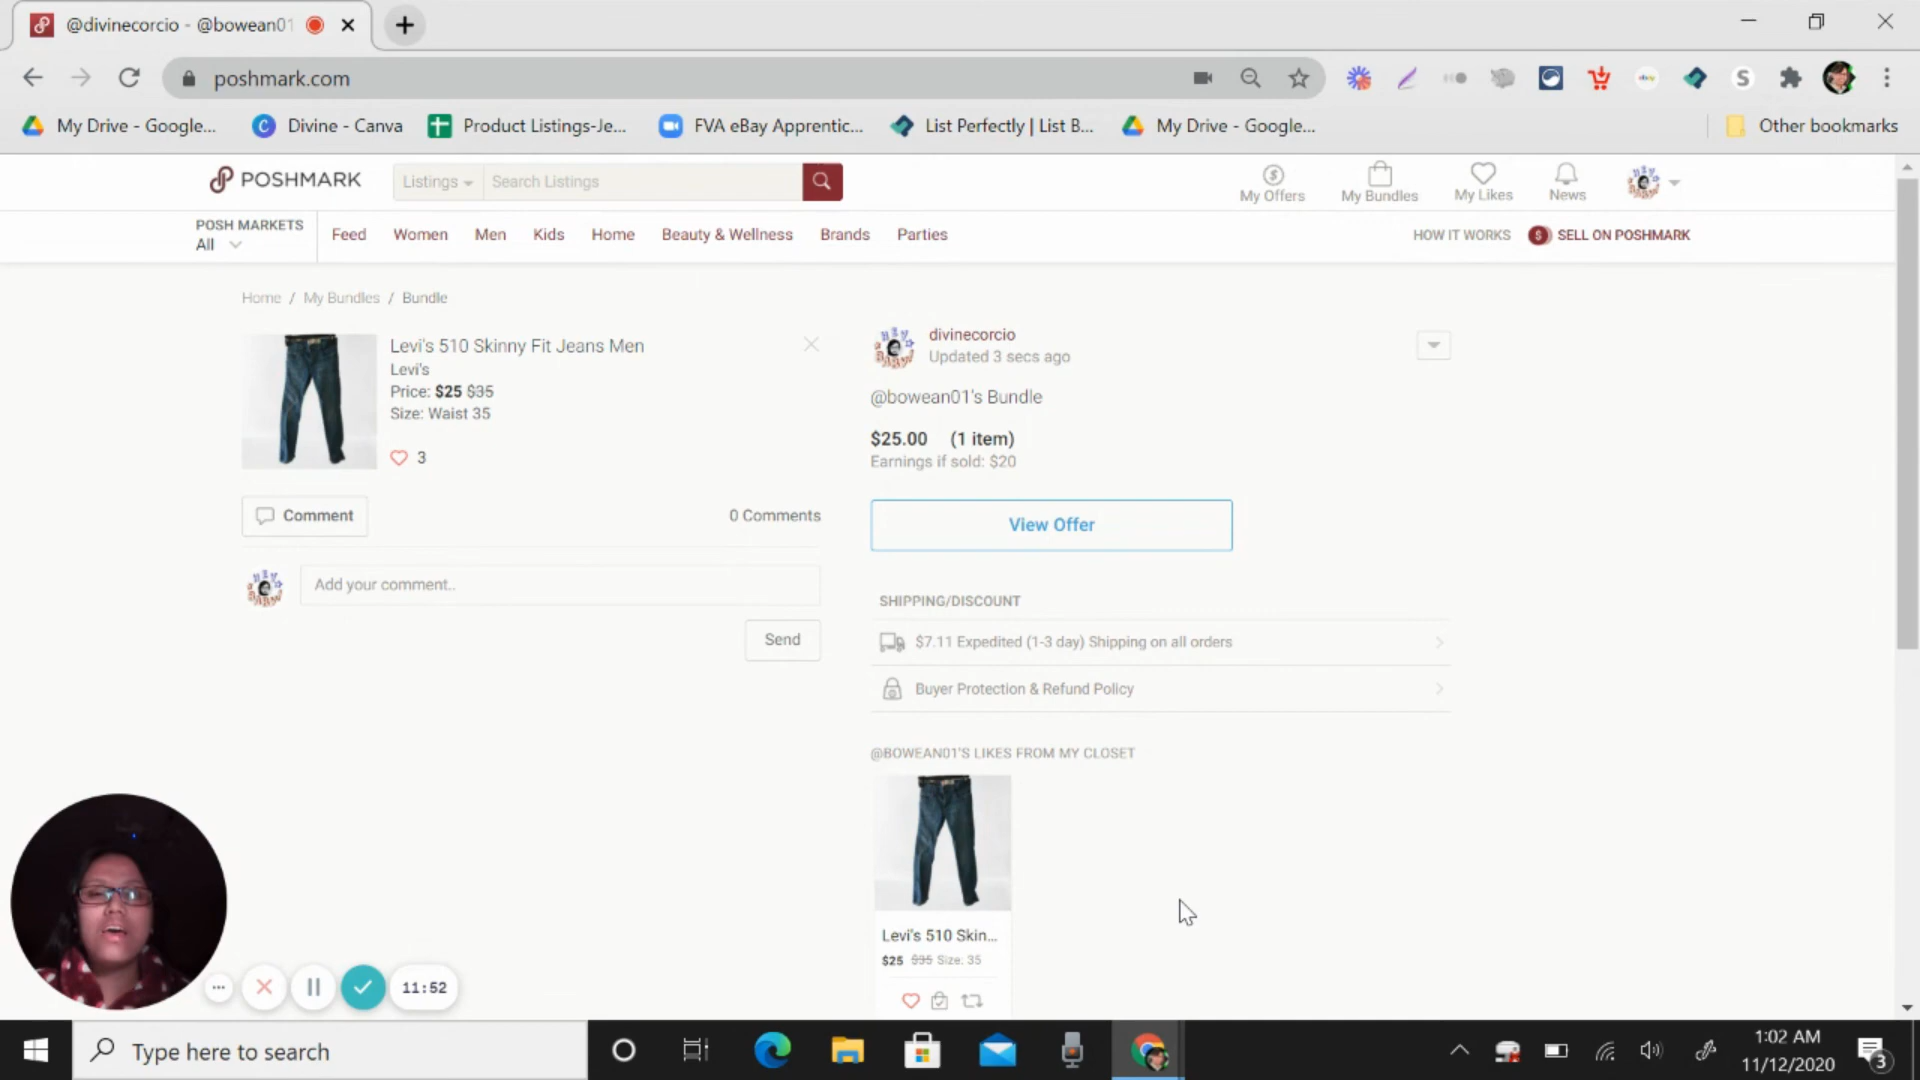 @divinecorcio - @bowean01
poshmark.com
My Drive - Google...
Divine - Canva
Product Listings-Je...
FVA eBay Apprentic...
List Perfectly | List B...
My Drive - Google...
Other bookmarks
POSHMARK
Listings
Search Listings
My Offers
My Bundles
My Likes
News
POSH MARKETS
All
Feed
Women
Men
Kids
Home
Beauty & Wellness
Brands
Parties
HOW IT WORKS
SELL ON POSHMARK
Home / My Bundles / Bundle
Levi's 510 Skinny Fit Jeans Men
Levi's
Price: $25 $35
Size: Waist 35
3
Comment
0 Comments
Add your comment..
Send
divinecorcio
Updated 3 secs ago
@bowean01's Bundle
$25.00 (1 item)
Earnings if sold: $20
View Offer
SHIPPING/DISCOUNT
$7.11 Expedited (1-3 day) Shipping on all orders
Buyer Protection & Refund Policy
@BOWEAN01'S LIKES FROM MY CLOSET
Levi's 510 Skin...
$25 $35 Size: 35
11:52
Type here to search
1:02 AM
11/12/2020
3